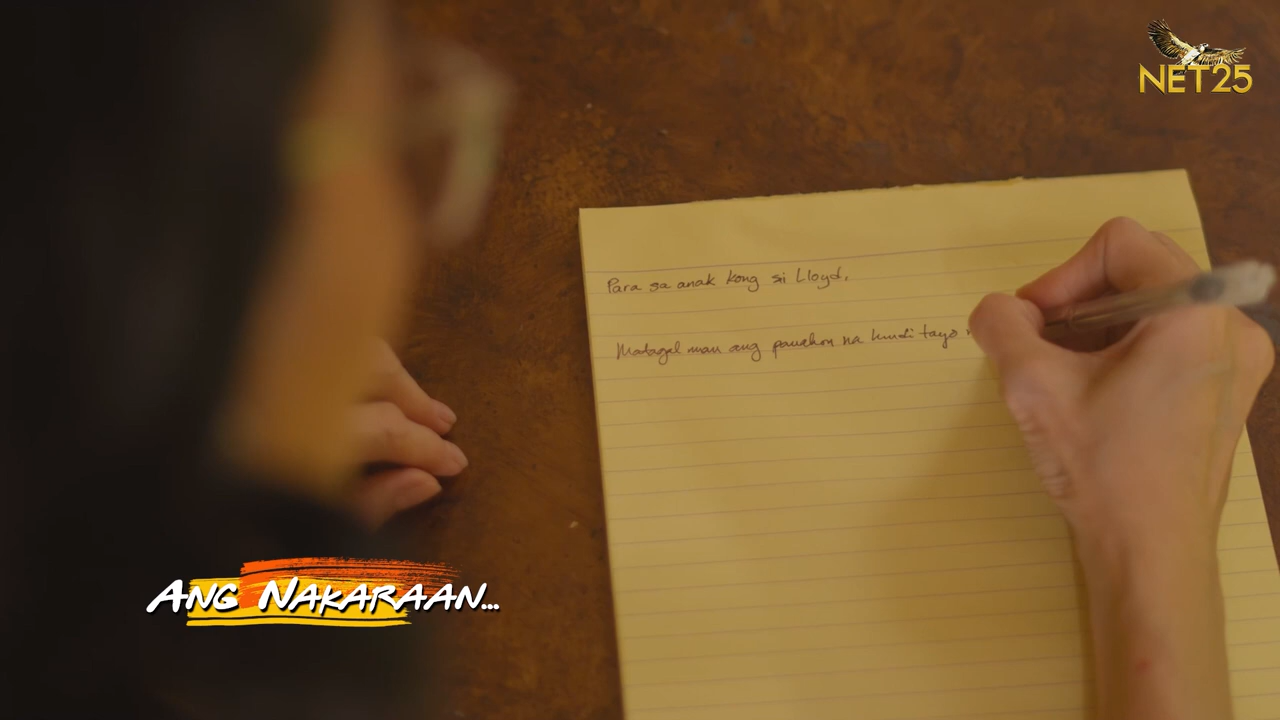 NET25
Para sa anak kong si Lloyd,
Matagal man ang panahon na hindi tayo
ANG NAKARAAN...